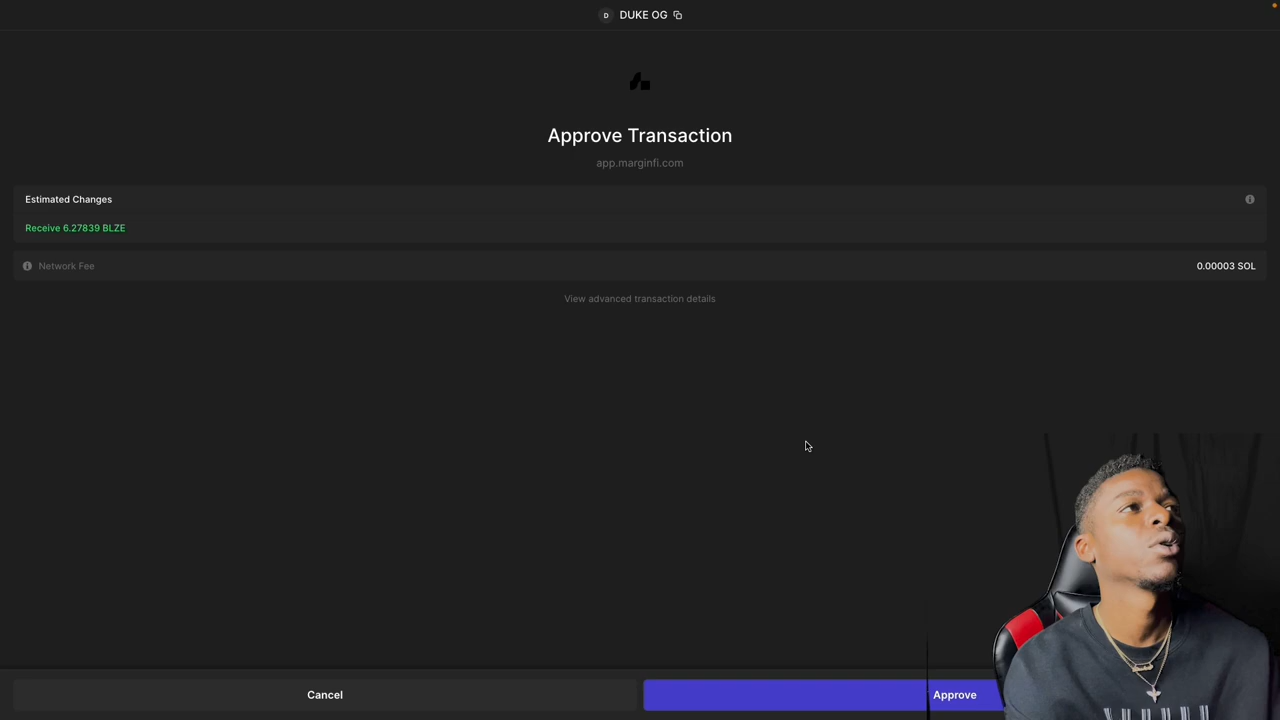 D DUKE OG
Approve Transaction
app.marginfi.com
Estimated Changes
Receive 6.27839 BLZE
Network Fee 0.00003 SOL
View advanced transaction details
Cancel Approve